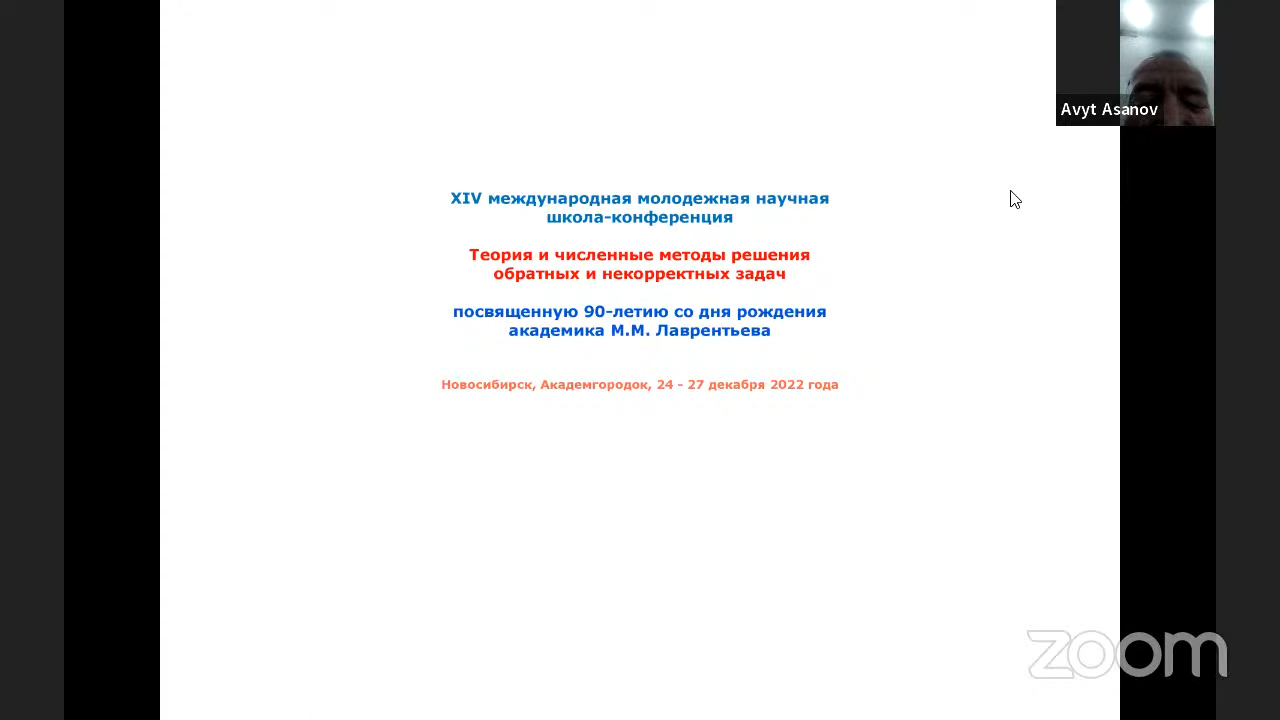 XIV международная молодежная научная
школа-конференция
Теория и численные методы решения
обратных и некорректных задач
посвященную 90-летию со дня рождения
академика М.М. Лаврентьева
Новосибирск, Академгородок, 24 - 27 декабря 2022 года
Avyt Asanov
zoom